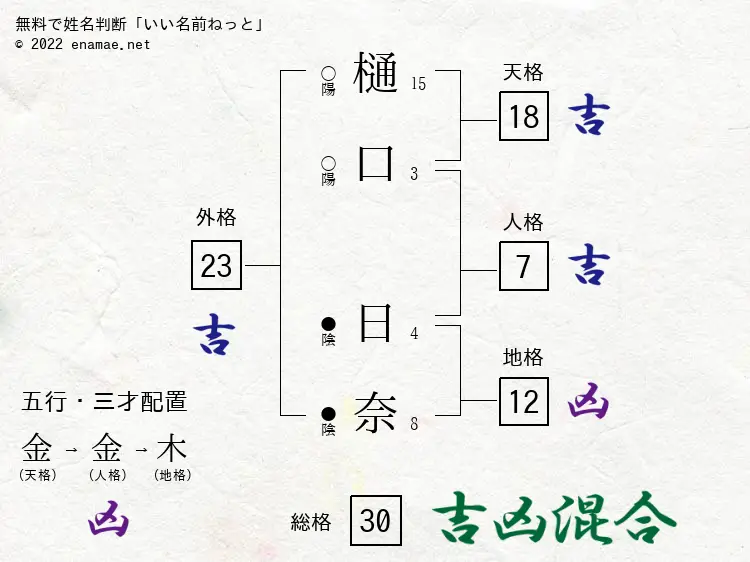 無料で姓名判断「いい名前ねっと」
© 2022 enamae.net
○陽 樋 15
天格
18 吉
○陽 口 3
外格
23
吉
人格
7 吉
●陰 日 4
地格
12 凶
●陰 奈 8
五行・三才配置
金→金→木
(天格) (人格) (地格)
凶
総格 30 吉凶混合